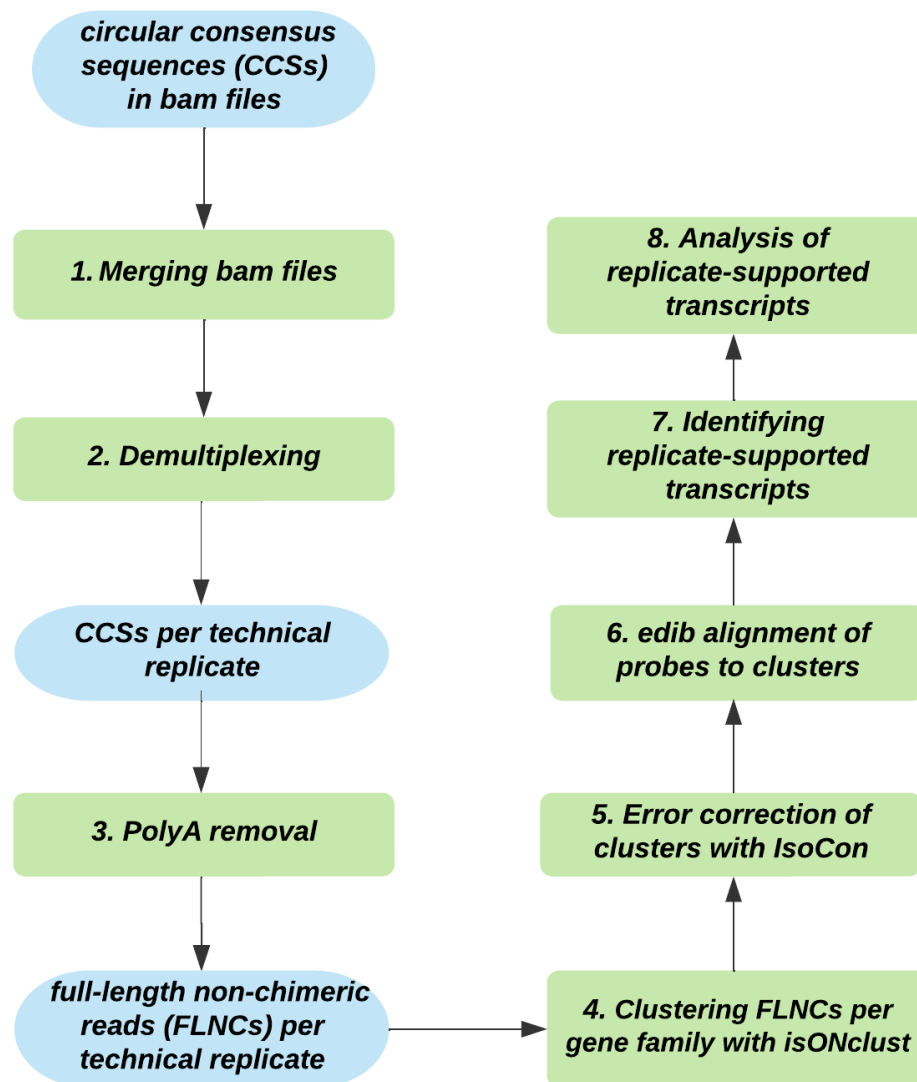 circular consensus
sequences (CCSs)
in bam files
1. Merging bam files
2. Demultiplexing
CCSs per technical
replicate
3. PolyA removal
full-length non-chimeric
reads (FLNCs) per
technical replicate
4. Clustering FLNCs per
gene family with isONclust
5. Error correction of
clusters with IsoCon
6. edib alignment of
probes to clusters
7. Identifying
replicate-supported
transcripts
8. Analysis of
replicate-supported
transcripts